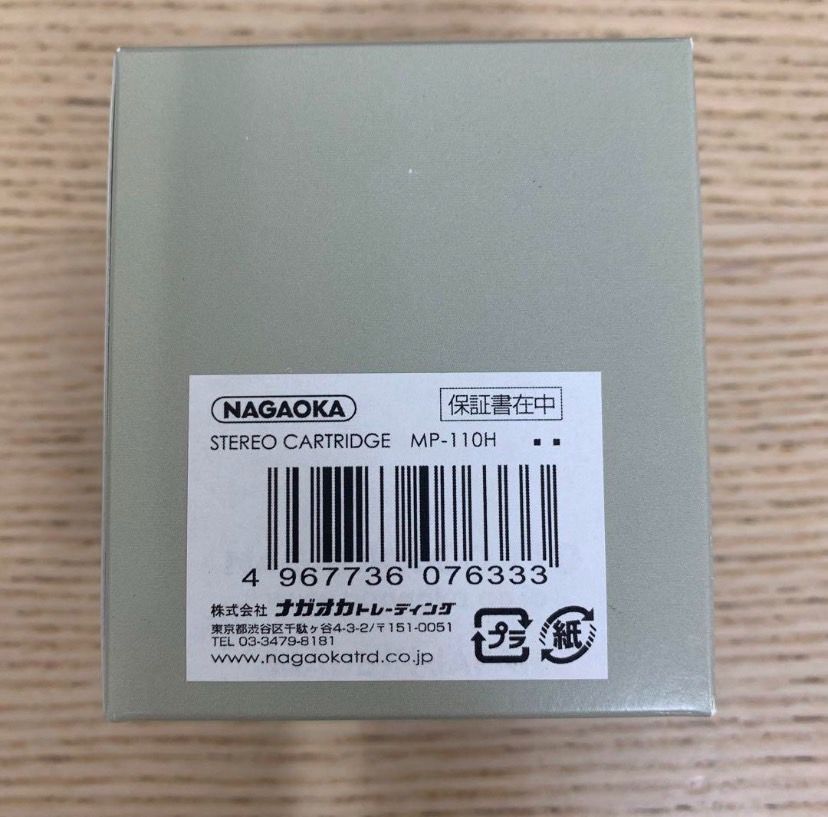 NAGAOKA 保証書在中
STEREO CARTRIDGE MP-110H ▪ ▪
4 967736 076333
株式会社 ナガオカトレーディング
東京都渋谷区千駄ヶ谷4-3-2/〒151-0051
TEL 03-3479-8181
www.nagaokatrd.co.jp
プラ 紙